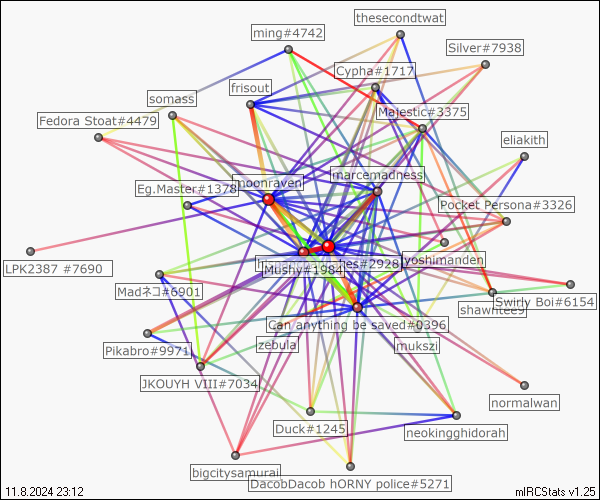 thesecondtwat
ming#4742
Silver#7938
Cypha#1717
frisout
somass
Majestic#3375
Fedora Stoat#4479
eliakith
marcemadness
moonraven
Eg.Master#1378
Pocket Persona#3326
yoshimanden
LPK2387 #7690
es#2928
Mushy#1984
Madネコ#6901
Swirly Boi#6154
shawntee9
Can anything be saved#0396
zebula
mukszi
Pikabro#9971
JKOUYH VIII#7034
normalwan
Duck#1245
neokingghidorah
bigcitysamurai
DacobDacob hORNY police#5271
11.8.2024 23:12
mIRCStats v1.25